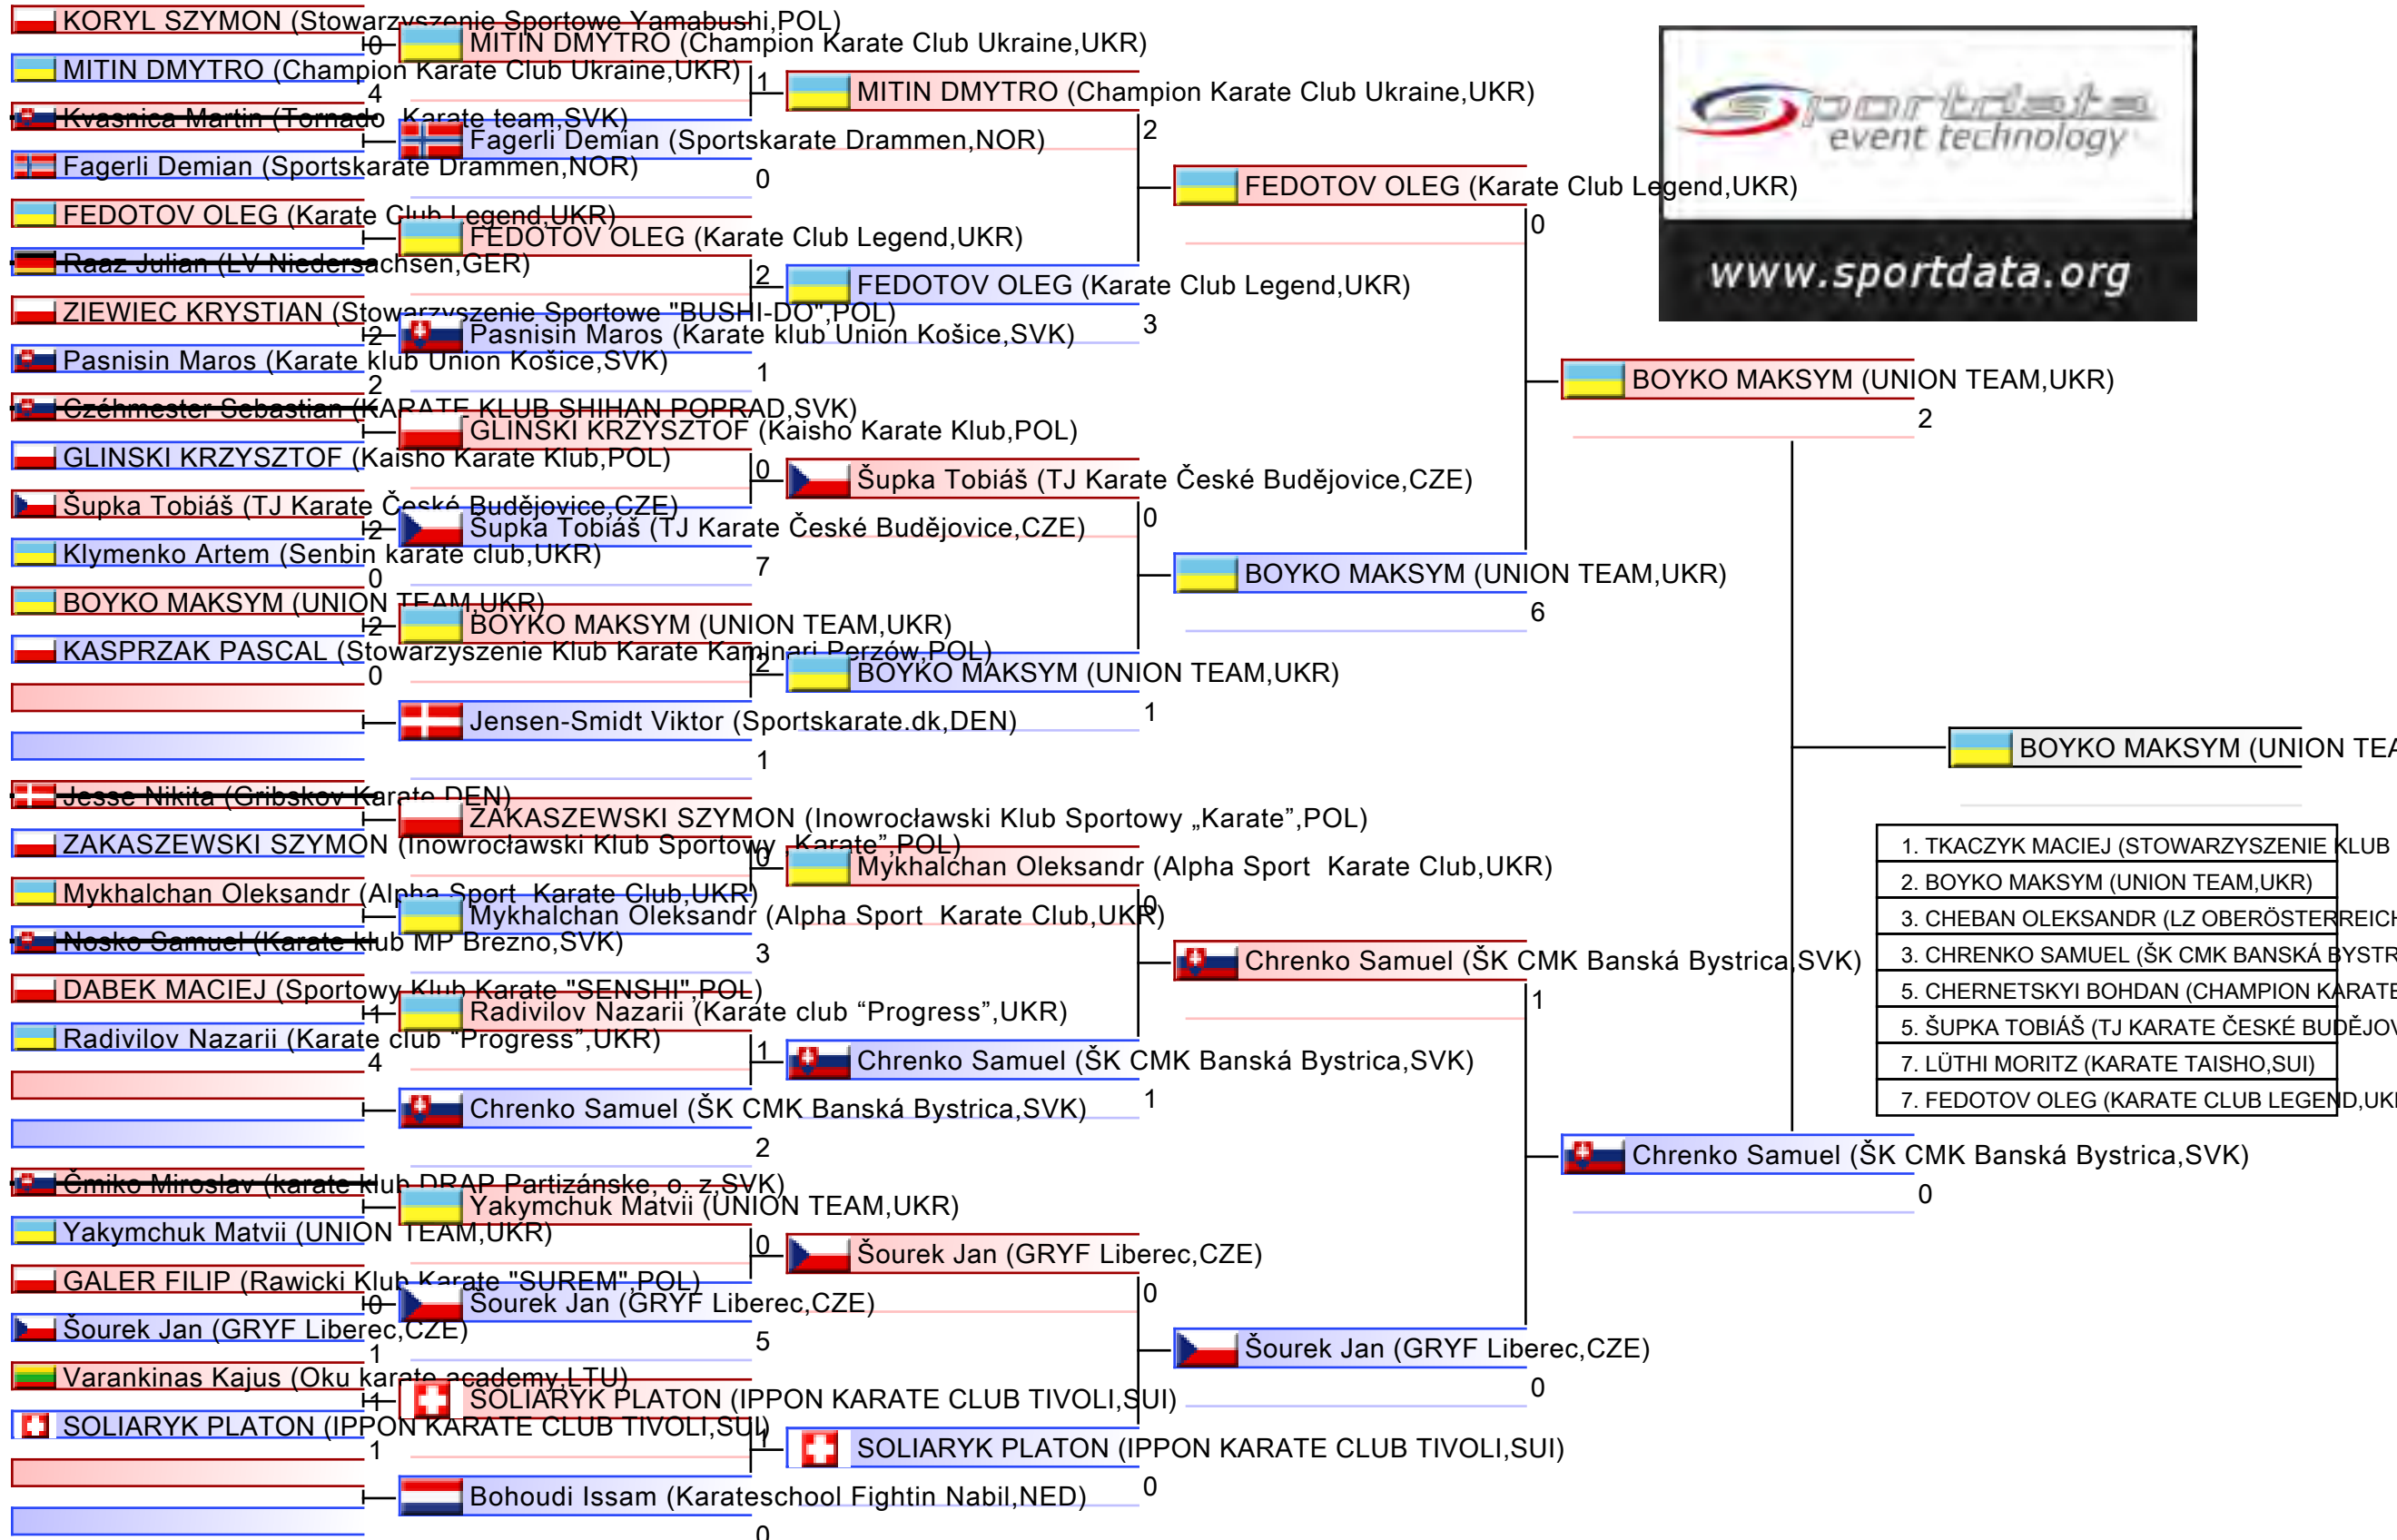 KORYL SZYMON (Stowarzyszenie Sportowe Yamabushi,POL)
0
MITIN DMYTRO (Champion Karate Club Ukraine,UKR)
4
Kvasnica Martin (Tornado  Karate team,SVK)
Fagerli Demian (Sportskarate Drammen,NOR)
FEDOTOV OLEG (Karate Club Legend,UKR)
Raaz Julian (LV Niedersachsen,GER)
ZIEWIEC KRYSTIAN (Stowarzyszenie Sportowe "BUSHI-DO",POL)
2
Pasnisin Maros (Karate klub Union Košice,SVK)
2
Czéhmester Sebastian (KARATE KLUB SHIHAN POPRAD,SVK)
GLINSKI KRZYSZTOF (Kaisho Karate Klub,POL)
Šupka Tobiáš (TJ Karate České Budějovice,CZE)
2
Klymenko Artem (Senbin karate club,UKR)
0
BOYKO MAKSYM (UNION TEAM,UKR)
2
KASPRZAK PASCAL (Stowarzyszenie Klub Karate Kaminari Perzów,POL)
0
Jesse Nikita (Gribskov Karate,DEN)
ZAKASZEWSKI SZYMON (Inowrocławski Klub Sportowy „Karate”,POL)
Mykhalchan Oleksandr (Alpha Sport  Karate Club,UKR)
Nosko Samuel (Karate klub MP Brezno,SVK)
DABEK MACIEJ (Sportowy Klub Karate "SENSHI",POL)
1
Radivilov Nazarii (Karate club “Progress”,UKR)
4
Čmiko Miroslav (karate klub DRAP Partizánske, o. z,SVK)
Yakymchuk Matvii (UNION TEAM,UKR)
GALER FILIP (Rawicki Klub Karate "SUREM",POL)
0
Šourek Jan (GRYF Liberec,CZE)
1
Varankinas Kajus (Oku karate academy,LTU)
1
SOLIARYK PLATON (IPPON KARATE CLUB TIVOLI,SUI)
1
MITIN DMYTRO (Champion Karate Club Ukraine,UKR)
1
Fagerli Demian (Sportskarate Drammen,NOR)
0
FEDOTOV OLEG (Karate Club Legend,UKR)
2
Pasnisin Maros (Karate klub Union Košice,SVK)
1
GLINSKI KRZYSZTOF (Kaisho Karate Klub,POL)
0
Šupka Tobiáš (TJ Karate České Budějovice,CZE)
7
BOYKO MAKSYM (UNION TEAM,UKR)
2
Jensen-Smidt Viktor (Sportskarate.dk,DEN)
1
ZAKASZEWSKI SZYMON (Inowrocławski Klub Sportowy „Karate”,POL)
0
Mykhalchan Oleksandr (Alpha Sport  Karate Club,UKR)
3
Radivilov Nazarii (Karate club “Progress”,UKR)
1
Chrenko Samuel (ŠK CMK Banská Bystrica,SVK)
2
Yakymchuk Matvii (UNION TEAM,UKR)
0
Šourek Jan (GRYF Liberec,CZE)
5
SOLIARYK PLATON (IPPON KARATE CLUB TIVOLI,SUI)
1
Bohoudi Issam (Karateschool Fightin Nabil,NED)
0
MITIN DMYTRO (Champion Karate Club Ukraine,UKR)
2
FEDOTOV OLEG (Karate Club Legend,UKR)
3
Šupka Tobiáš (TJ Karate České Budějovice,CZE)
0
BOYKO MAKSYM (UNION TEAM,UKR)
1
Mykhalchan Oleksandr (Alpha Sport  Karate Club,UKR)
0
Chrenko Samuel (ŠK CMK Banská Bystrica,SVK)
1
Šourek Jan (GRYF Liberec,CZE)
0
SOLIARYK PLATON (IPPON KARATE CLUB TIVOLI,SUI)
0
FEDOTOV OLEG (Karate Club Legend,UKR)
0
BOYKO MAKSYM (UNION TEAM,UKR)
6
Chrenko Samuel (ŠK CMK Banská Bystrica,SVK)
1
Šourek Jan (GRYF Liberec,CZE)
0
BOYKO MAKSYM (UNION TEAM,UKR)
2
Chrenko Samuel (ŠK CMK Banská Bystrica,SVK)
0
sportdata
event technology
www.sportdata.org
BOYKO MAKSYM (UNION TEA
1. TKACZYK MACIEJ (STOWARZYSZENIE KLUB
2. BOYKO MAKSYM (UNION TEAM,UKR)
3. CHEBAN OLEKSANDR (LZ OBERÖSTERREICH
3. CHRENKO SAMUEL (ŠK CMK BANSKÁ BYSTR
5. CHERNETSKYI BOHDAN (CHAMPION KARATE
5. ŠUPKA TOBIÁŠ (TJ KARATE ČESKÉ BUDĚJOV
7. LÜTHI MORITZ (KARATE TAISHO,SUI)
7. FEDOTOV OLEG (KARATE CLUB LEGEND,UKR